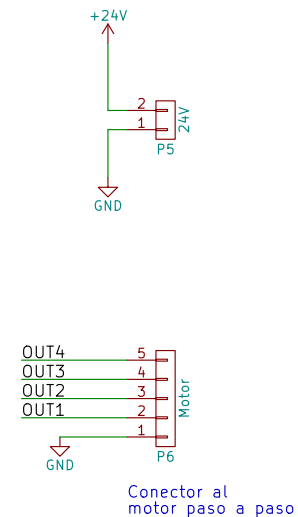 +24V
2
1
24V
P5
GND
OUT4 5
OUT3 4
OUT2 3
OUT1 2
1
Motor
GND
P6
Conector al
motor paso a paso